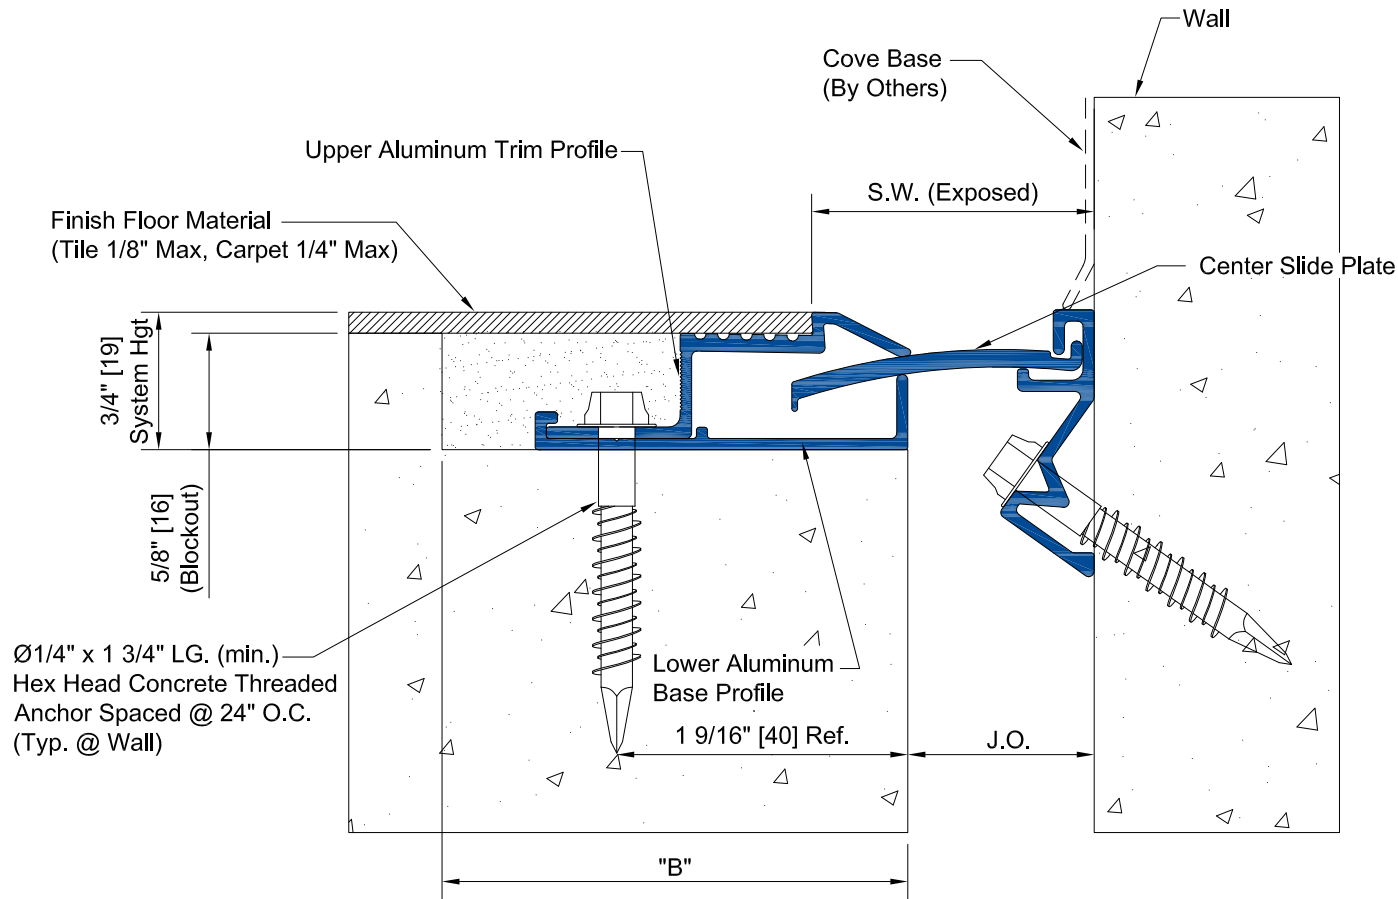 Wall
Cove Base
(By Others)
Upper Aluminum Trim Profile
S.W. (Exposed)
Finish Floor Material
(Tile 1/8" Max, Carpet 1/4" Max)
Center Slide Plate
3/4" [19]
System Hgt
5/8" [16]
(Blockout)
Ø1/4" x 1 3/4" LG. (min.)
Hex Head Concrete Threaded
Anchor Spaced @ 24" O.C.
(Typ. @ Wall)
Lower Aluminum
Base Profile
1 9/16" [40] Ref.
J.O.
"B"